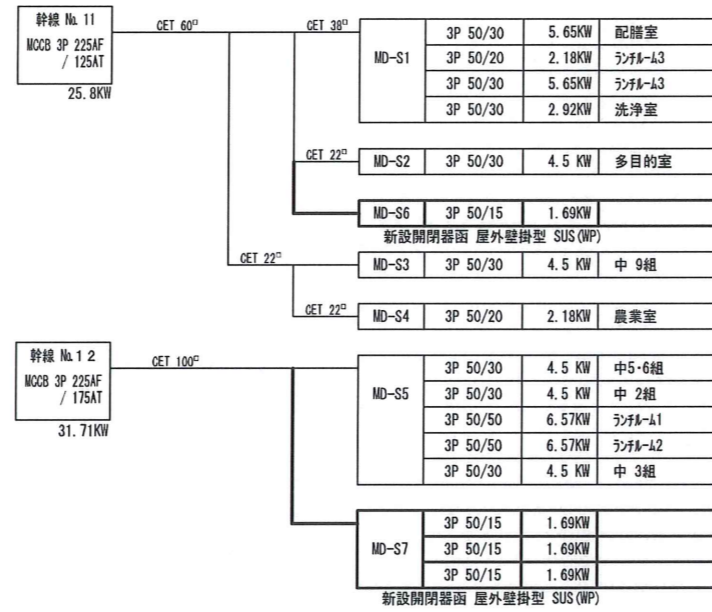 幹線 №11
MCCB 3P 225AF
/ 125AT
25.8KW
CET 60□
CET 38□
MD-S1
3P 50/30 5.65KW 配膳室
3P 50/20 2.18KW ランチルーム3
3P 50/30 5.65KW ランチルーム3
3P 50/30 2.92KW 洗浄室
CET 22□
MD-S2 3P 50/30 4.5 KW 多目的室
MD-S6 3P 50/15 1.69KW
新設開閉器函 屋外壁掛型 SUS(WP)
CET 22□
MD-S3 3P 50/30 4.5 KW 中 9組
CET 22□
MD-S4 3P 50/20 2.18KW 農業室
幹線 №12
MCCB 3P 225AF
/ 175AT
31.71KW
CET 100□
MD-S5
3P 50/30 4.5 KW 中5・6組
3P 50/30 4.5 KW 中 2組
3P 50/50 6.57KW ランチルーム1
3P 50/50 6.57KW ランチルーム2
3P 50/30 4.5 KW 中 3組
MD-S7
3P 50/15 1.69KW
3P 50/15 1.69KW
3P 50/15 1.69KW
新設開閉器函 屋外壁掛型 SUS(WP)